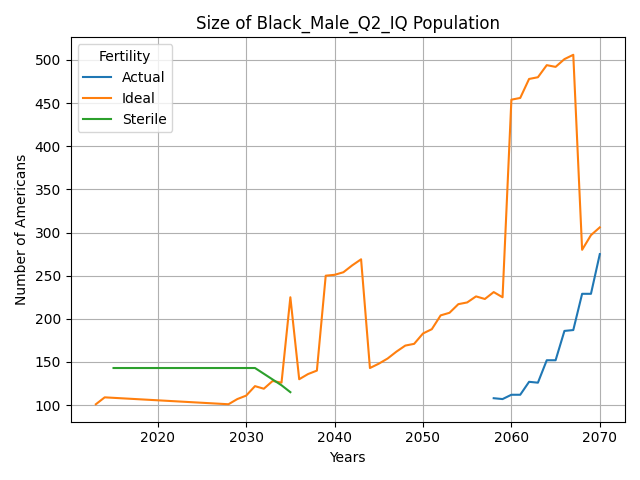 Size of Black_Male_Q2_IQ Population
Fertility
Actual
Ideal
Sterile
Number of Americans
500
450
400
350
300
250
200
150
100
2020
2030
2040
2050
2060
2070
Years